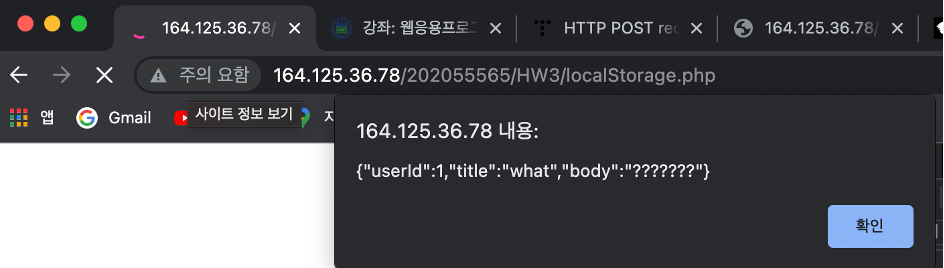 164.125.36.78/
강좌: 웹응용프로그
HTTP POST req
164.125.36.78/
주의 요함
164.125.36.78/202055565/HW3/localStorage.php
앱
Gmail
사이트 정보 보기
164.125.36.78 내용:
{"userId":1,"title":"what","body":"???????"}
확인